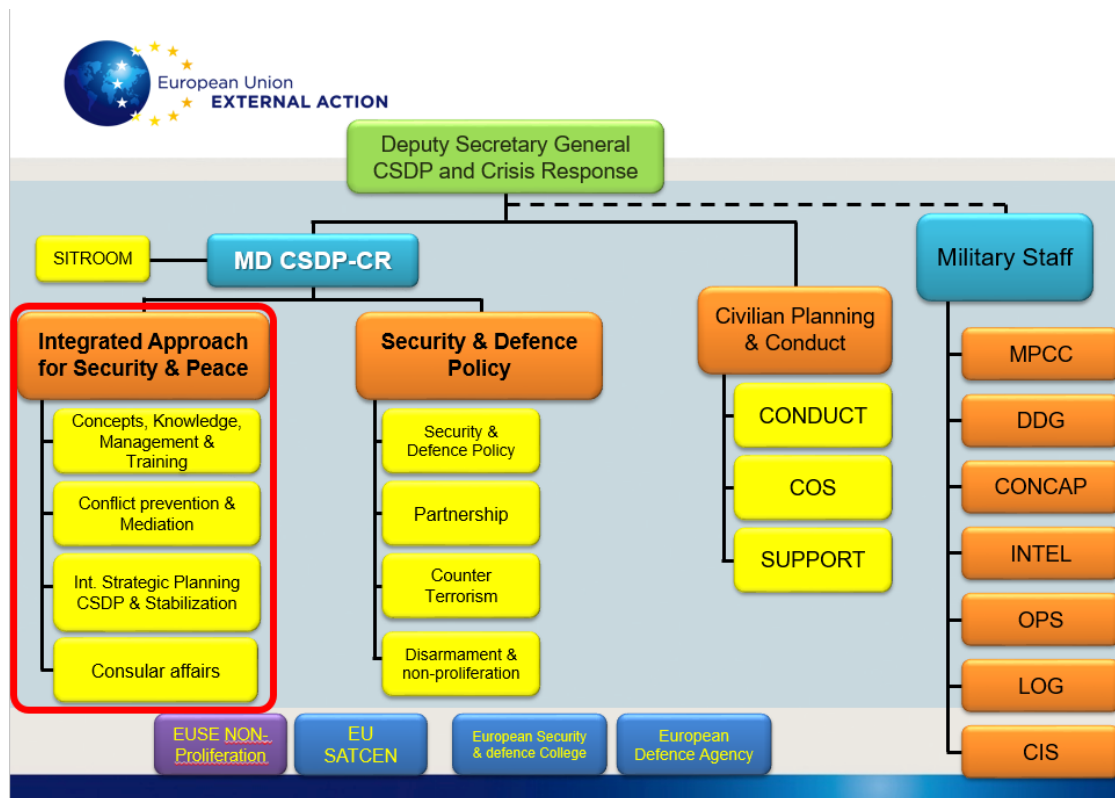 European Union
EXTERNAL ACTION
Deputy Secretary General
CSDP and Crisis Response
SITROOM
MD CSDP-CR
Military Staff
Integrated Approach
for Security & Peace
Concepts, Knowledge,
Management &
Training
Conflict prevention &
Mediation
Int. Strategic Planning
CSDP & Stabilization
Consular affairs
Security & Defence
Policy
Security &
Defence Policy
Partnership
Counter
Terrorism
Disarmament &
non-proliferation
Civilian Planning
& Conduct
CONDUCT
COS
SUPPORT
MPCC
DDG
CONCAP
INTEL
OPS
LOG
CIS
EUSE NON-
Proliferation
EU
SATCEN
European Security
& defence College
European
Defence Agency